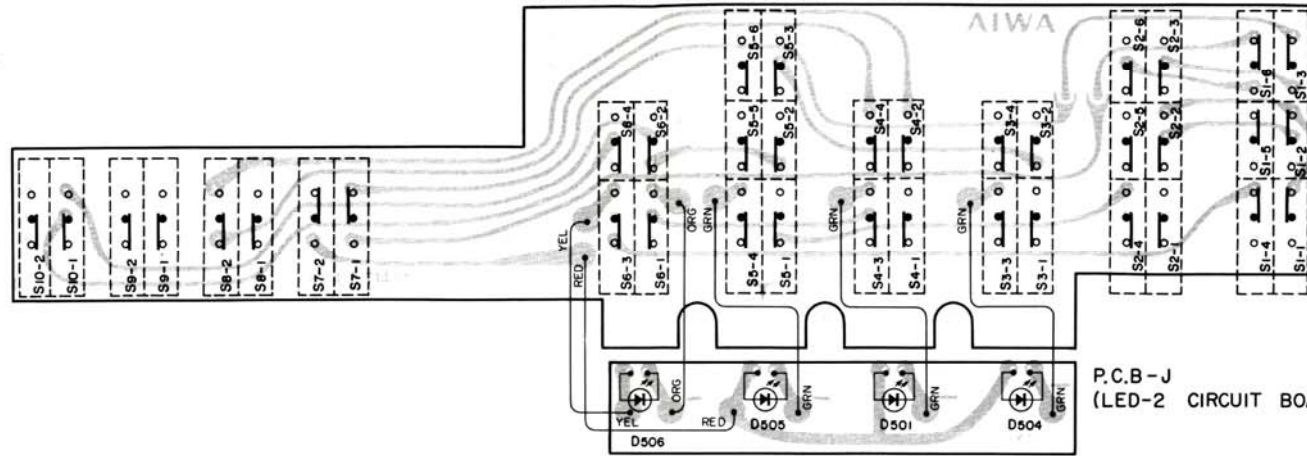 AIWA
S2-6
S2-3
S5-6
S5-3
S1-6
S1-3
S6-4
S6-2
S5-5
S5-2
S4-4
S4-2
S3-4
S3-2
S2-5
S2-2
S1-5
S1-2
S10-2
S10-1
S9-2
S9-1
S8-2
S8-1
S7-2
S7-1
YEL
RED
S6-3
S6-1
ORG
GRN
S5-4
S5-1
GRN
S4-3
S4-1
GRN
S3-3
S3-1
S2-4
S2-1
S1-4
S1-1
P.C.B-J
(LED-2 CIRCUIT BOA
YEL
ORG
RED
GRN
GRN
GRN
D506
D505
D501
D504